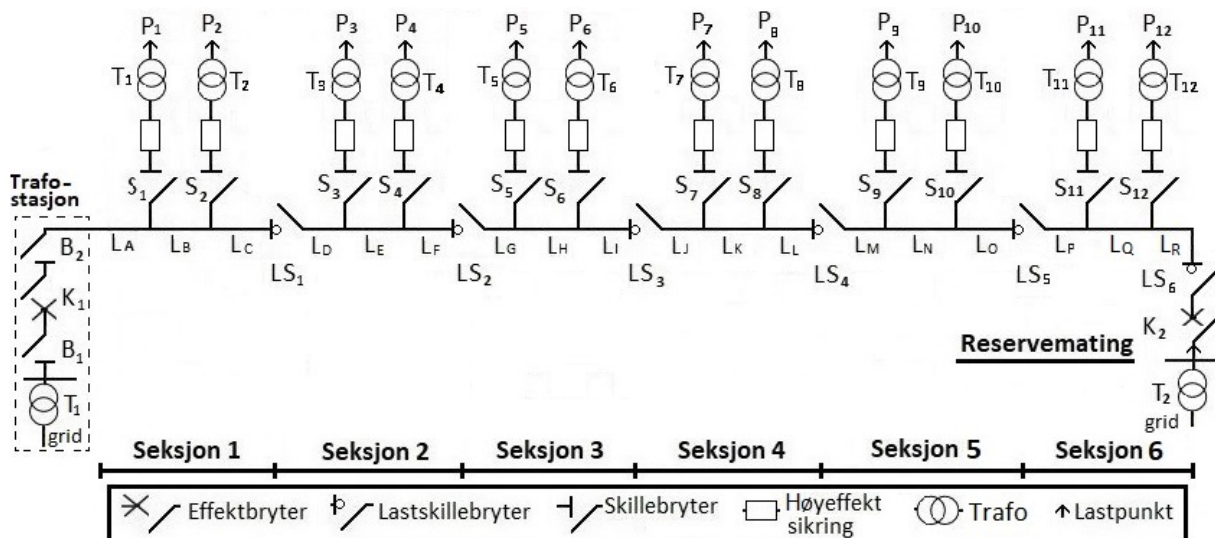 P1 P2 P3 P4 P5 P6 P7 P8 P9 P10 P11 P12
T1 T2 T3 T4 T5 T6 T7 T8 T9 T10 T11 T12
S1 S2 S3 S4 S5 S6 S7 S8 S9 S10 S11 S12
Trafo-
stasjon
LA LB LC LD LE LF LG LH LI LJ LK LL LM LN LO LP LQ LR
B2
LS1 LS2 LS3 LS4 LS5 LS6
K1
K2
B1
Reservemating
T1
T2
grid
grid
Seksjon 1 Seksjon 2 Seksjon 3 Seksjon 4 Seksjon 5 Seksjon 6
Effektbryter Lastskillebryter Skillebryter Høyeffekt Trafo Lastpunkt
sikring